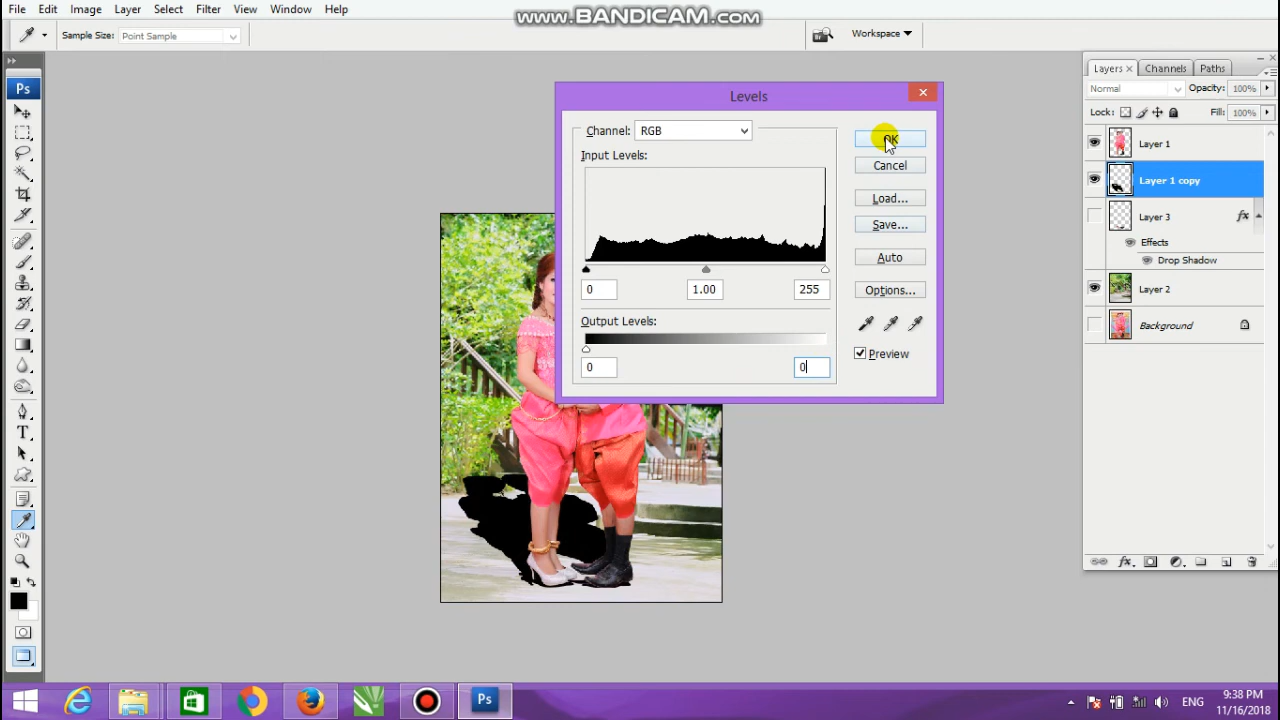 File Edit Image Layer Select Filter View Window Help
www.BANDICAM.com
Sample Size: Point Sample
Workspace
Ps
Levels
Channel: RGB
Input Levels:
0 1.00 255
Output Levels:
0 0
OK
Cancel
Load...
Save...
Auto
Options...
Preview
Layers × Channels Paths
Normal Opacity: 100%
Lock: Fill: 100%
Layer 1
Layer 1 copy
Layer 3 fx
Effects
Drop Shadow
Layer 2
Background
fx
T
Ps
ENG
9:38 PM
11/16/2018